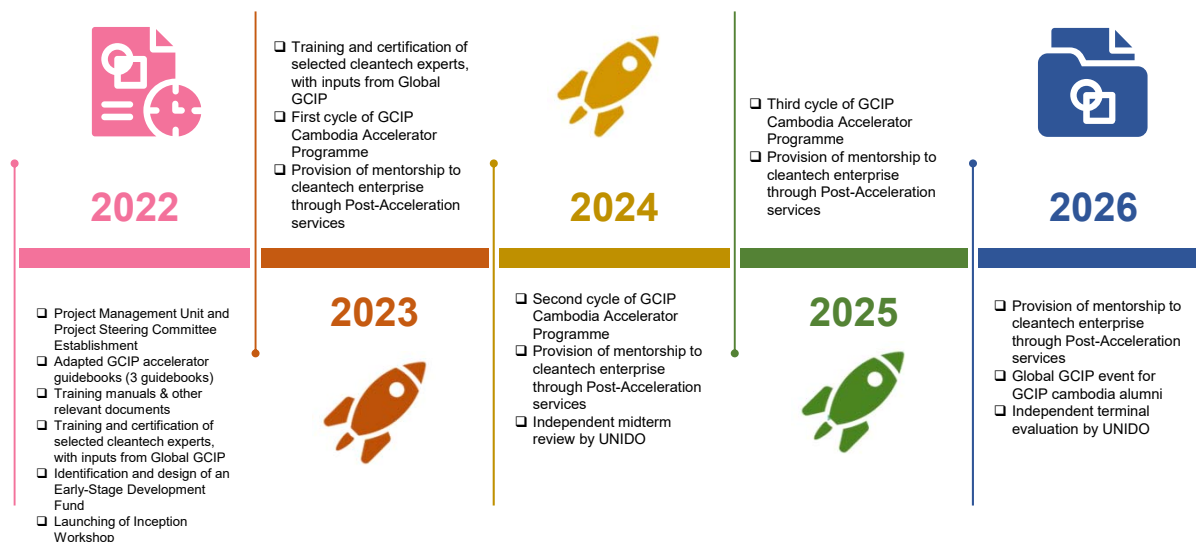 2022
Project Management Unit and
Project Steering Committee
Establishment
Adapted GCIP accelerator
guidebooks (3 guidebooks)
Training manuals & other
relevant documents
Training and certification of
selected cleantech experts,
with inputs from Global GCIP
Identification and design of an
Early-Stage Development
Fund
Launching of Inception
Workshop
Training and certification of
selected cleantech experts,
with inputs from Global
GCIP
First cycle of GCIP
Cambodia Accelerator
Programme
Provision of mentorship to
cleantech enterprise
through Post-Acceleration
services
2023
2024
Second cycle of GCIP
Cambodia Accelerator
Programme
Provision of mentorship to
cleantech enterprise
through Post-Acceleration
services
Independent midterm
review by UNIDO
Third cycle of GCIP
Cambodia Accelerator
Programme
Provision of mentorship to
cleantech enterprise
through Post-Acceleration
services
2025
2026
Provision of mentorship to
cleantech enterprise
through Post-Acceleration
services
Global GCIP event for
GCIP cambodia alumni
Independent terminal
evaluation by UNIDO